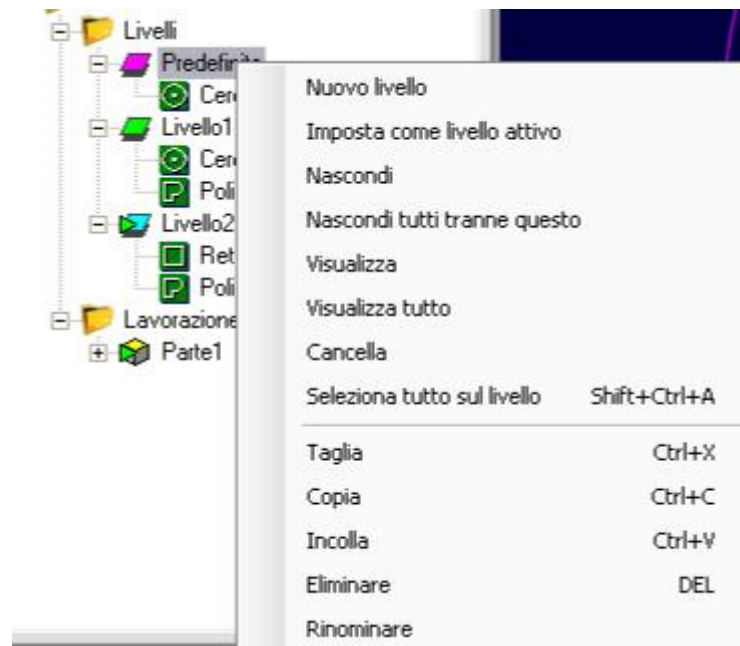 Livelli
Predefinito
Livello1
Livello2
Lavorazione
Parte1
Nuovo livello
Imposta come livello attivo
Nascondi
Nascondi tutti tranne questo
Visualizza
Visualizza tutto
Cancella
Seleziona tutto sul livello Shift+Ctrl+A
Taglia Ctrl+X
Copia Ctrl+C
Incolla Ctrl+V
Eliminare DEL
Rinominare